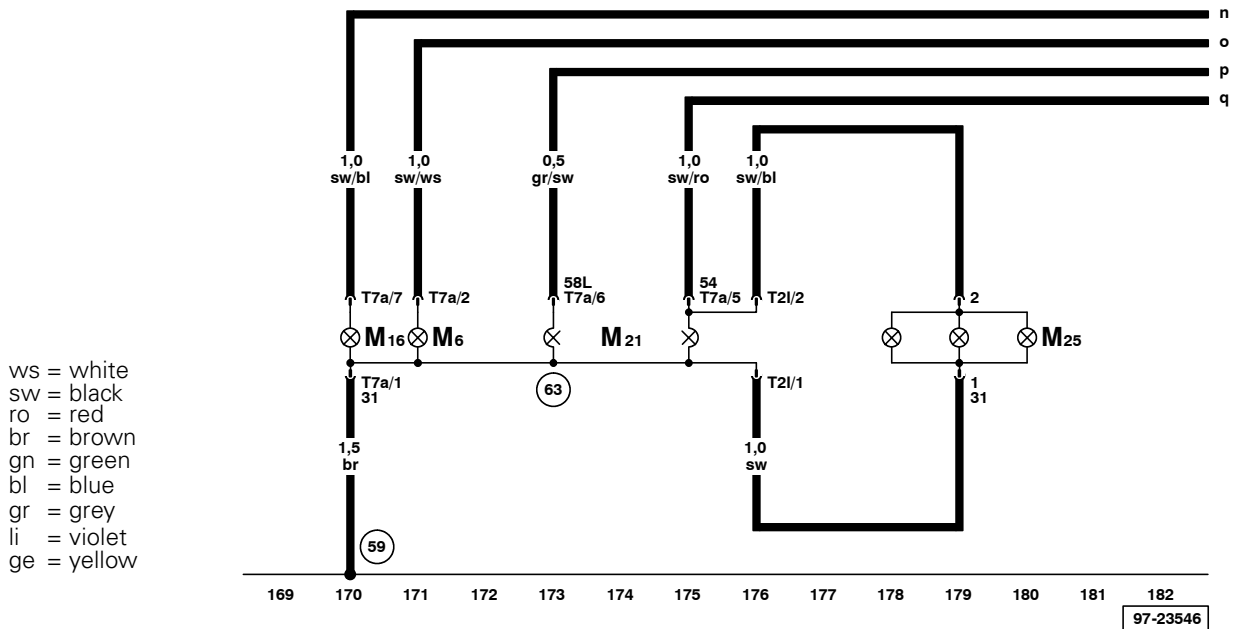 n
o
p
q
1,0 1,0 0,5 1,0 1,0
sw/bl sw/ws gr/sw sw/ro sw/bl
58L 54
T7a/7 T7a/2 T7a/6 T7a/5 T2l/2 2
M16 M6 M21 M25
T7a/1 63 T2l/1 1
31 31
ws = white
sw = black
ro = red
br = brown
gn = green
bl = blue
gr = grey
li = violet
ge = yellow
1,5 1,0
br sw
59
169 170 171 172 173 174 175 176 177 178 179 180 181 182
97-23546